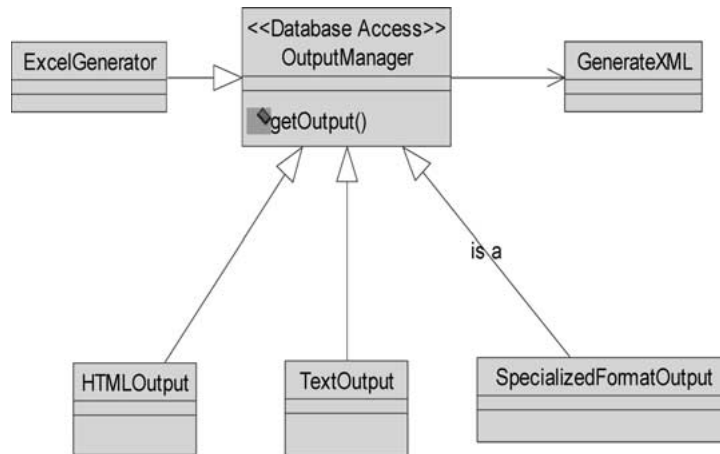 <<Database Access>>
OutputManager
ExcelGenerator
GenerateXML
getOutput()
is a
HTMLOutput
TextOutput
SpecializedFormatOutput